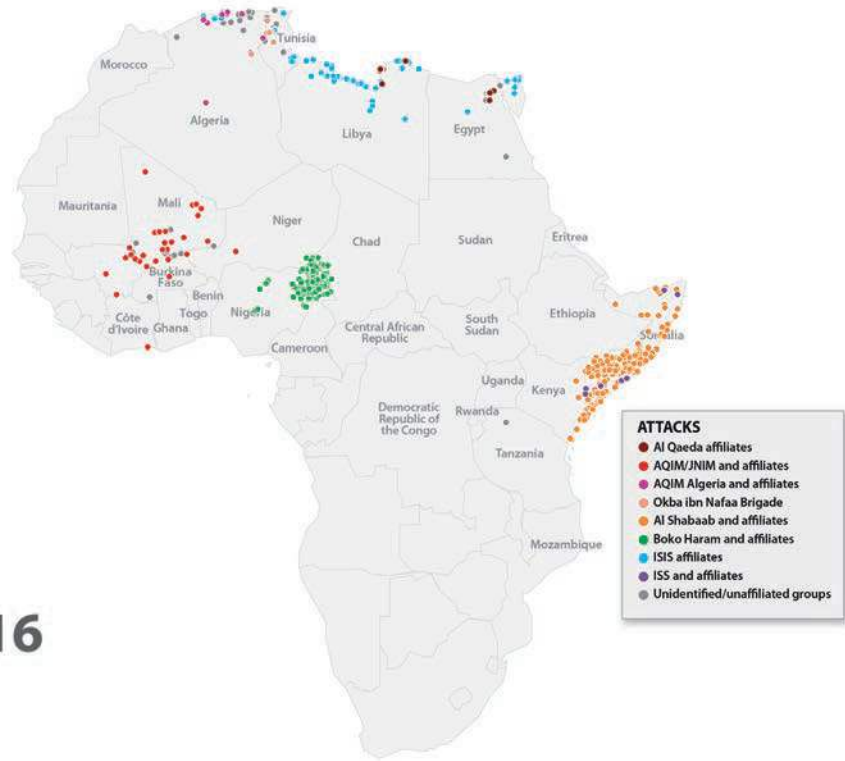 Tunisia
Morocco
Algeria
Libya
Egypt
Mauritania
Mali
Niger
Chad
Sudan
Eritrea
Burkina
Faso
Benin
Togo
Nigeria
Côte
d'Ivoire
Ghana
Cameroon
Central African
Republic
South
Sudan
Ethiopia
Somalia
Uganda
Kenya
Rwanda
Democratic
Republic of
the Congo
Tanzania
Mozambique
ATTACKS
Al Qaeda affiliates
AQIM/JNIM and affiliates
AQIM Algeria and affiliates
Okba ibn Nafaa Brigade
Al Shabaab and affiliates
Boko Haram and affiliates
ISIS affiliates
ISS and affiliates
Unidentified/unaffiliated groups
16